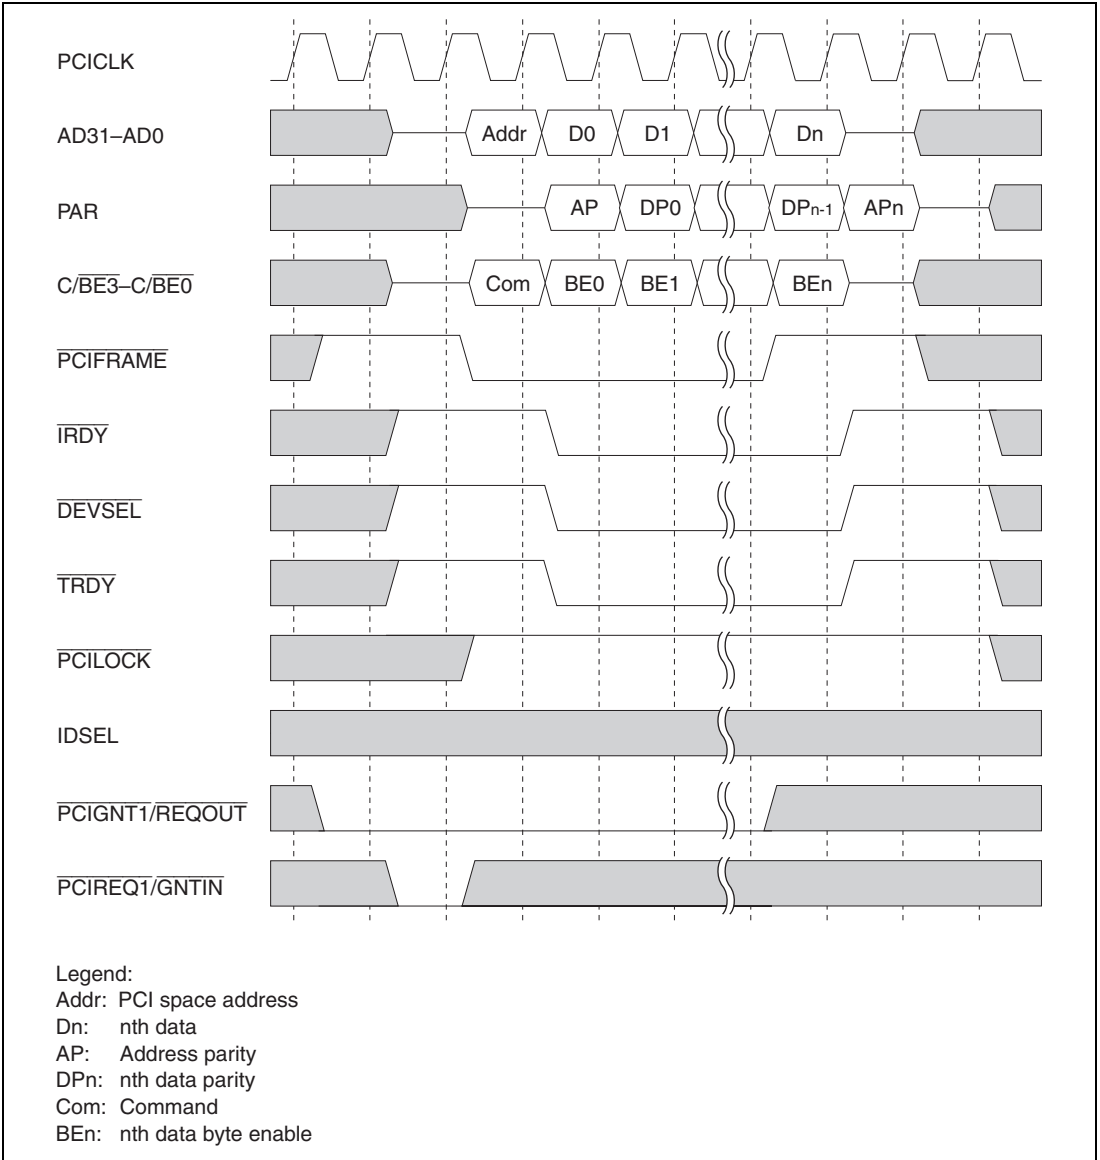 PCICLK
AD31–AD0 Addr D0 D1 Dn
PAR AP DP0 DPn-1 APn
C/BE3–C/BE0 Com BE0 BE1 BEn
PCIFRAME
IRDY
DEVSEL
TRDY
PCILOCK
IDSEL
PCIGNT1/REQOUT
PCIREQ1/GNTIN
Legend:
Addr: PCI space address
Dn: nth data
AP: Address parity
DPn: nth data parity
Com: Command
BEn: nth data byte enable